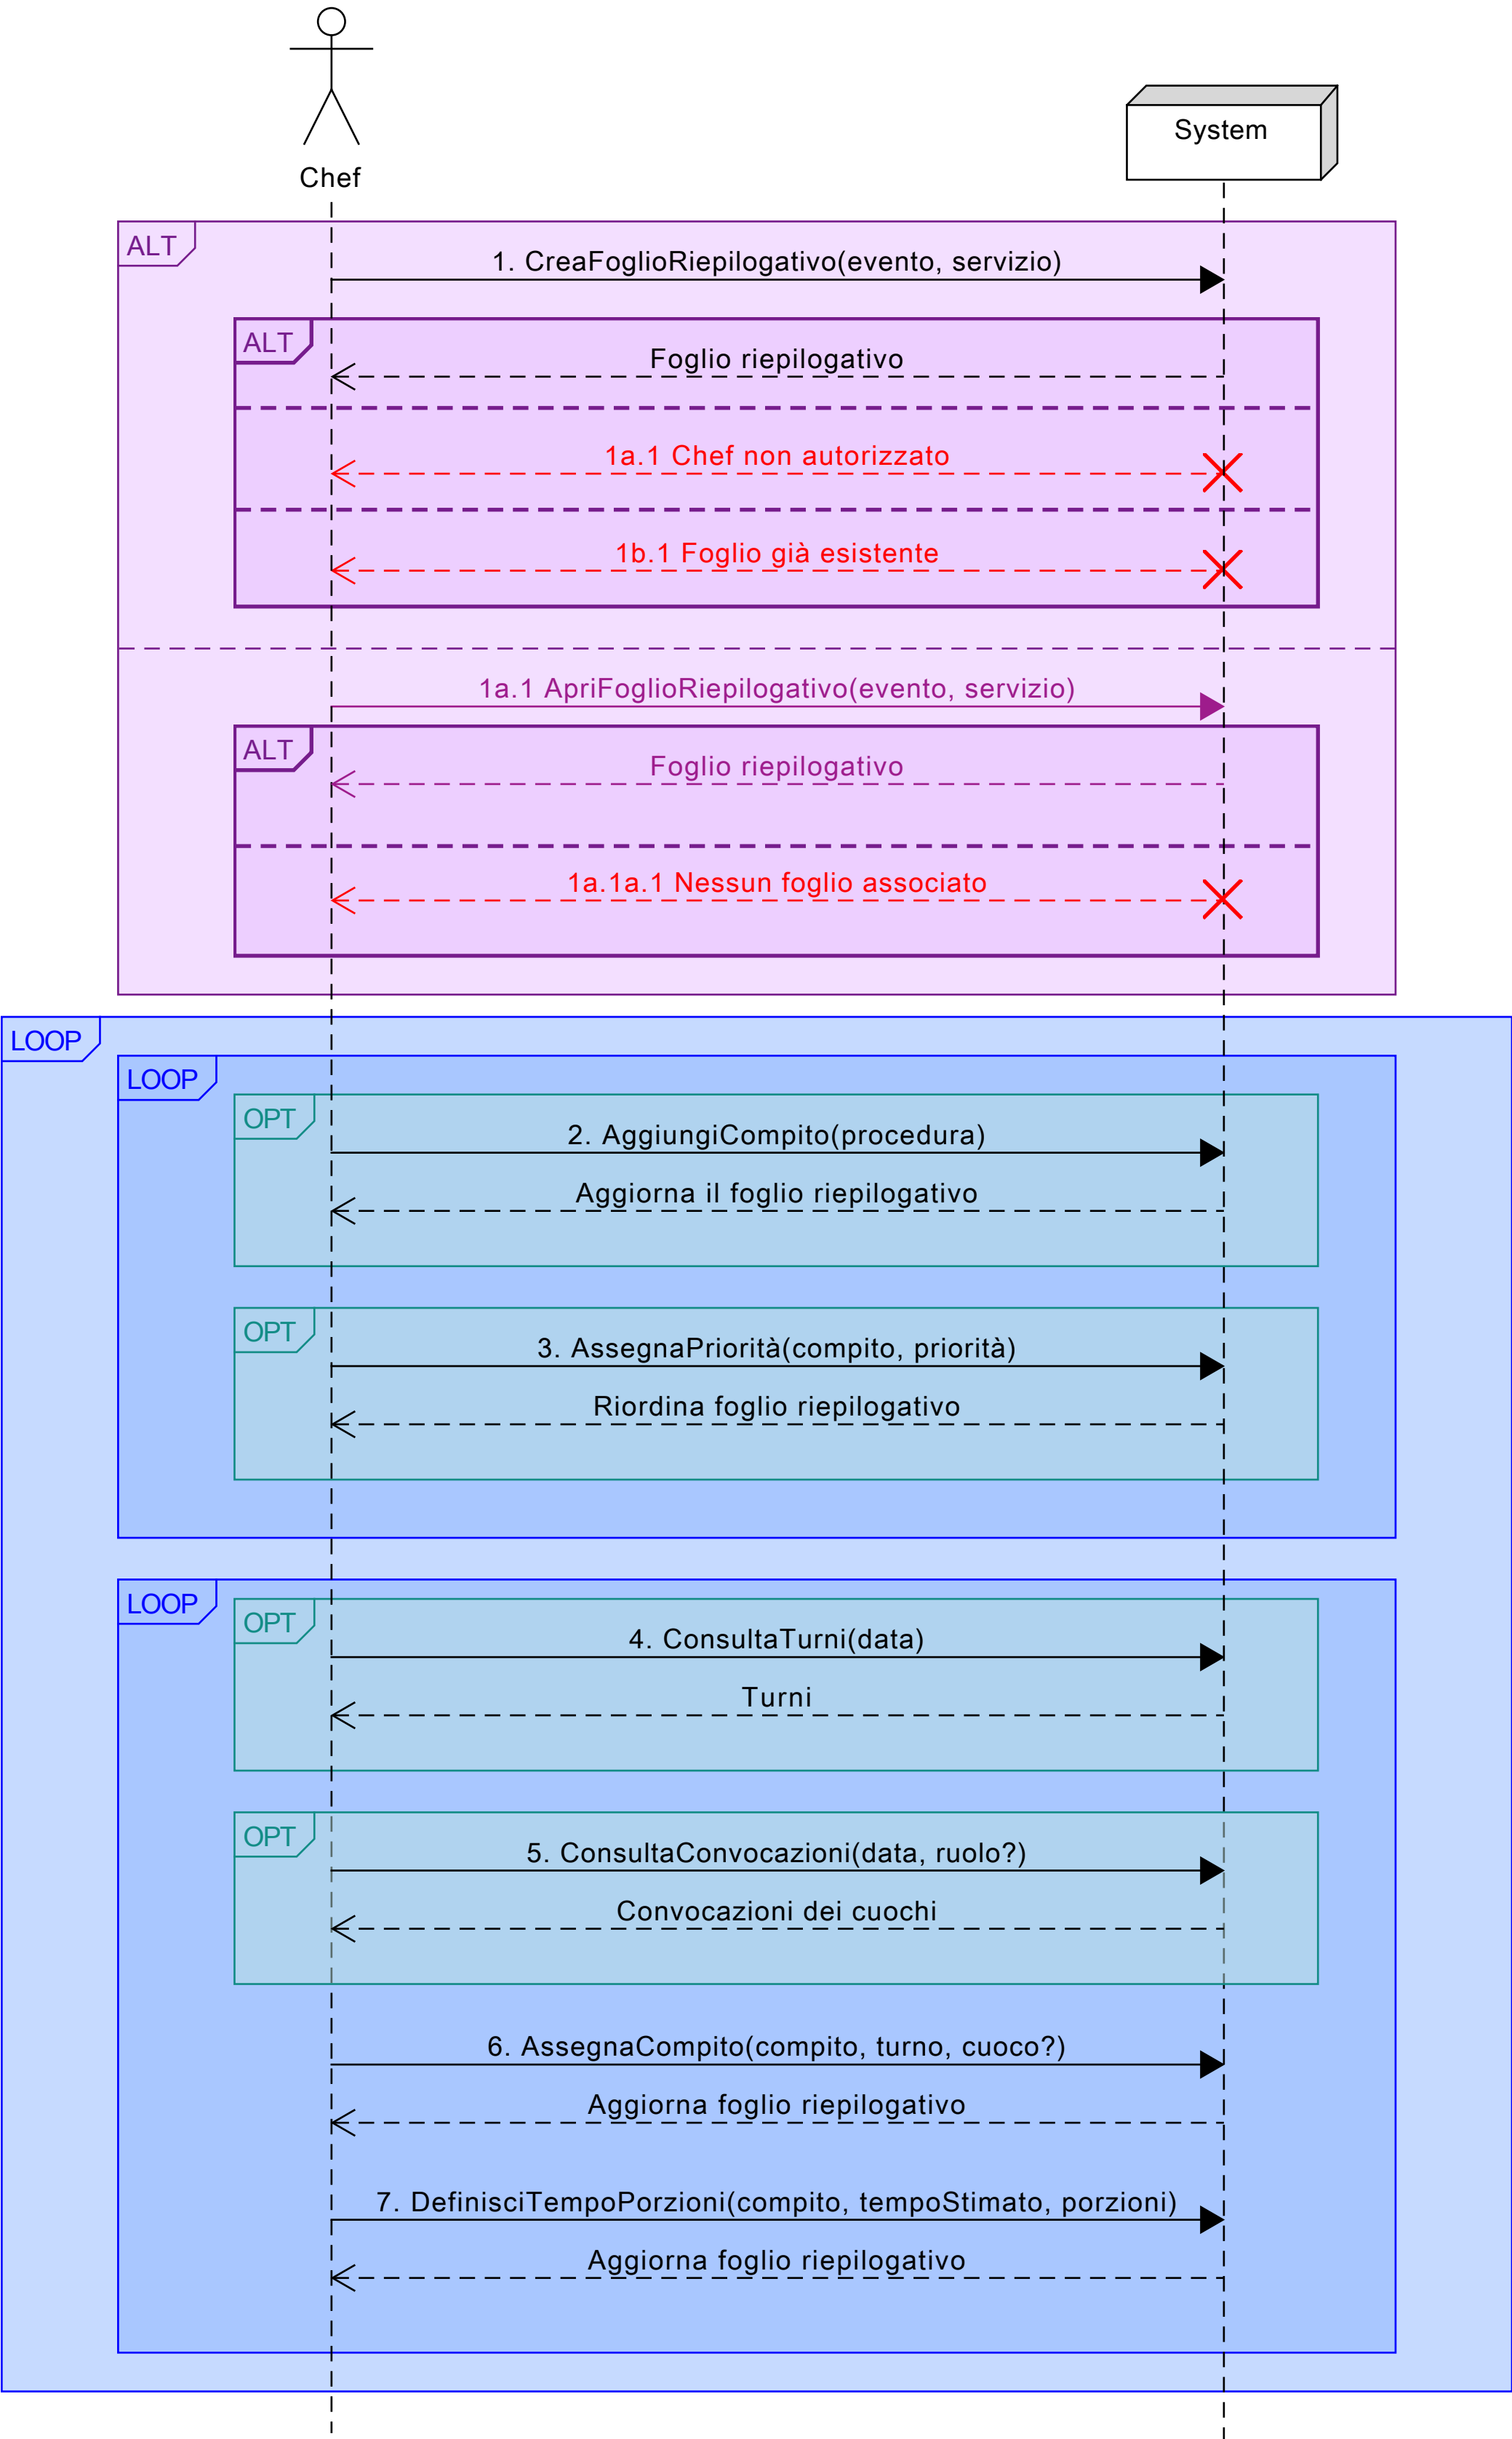 Chef
System
ALT
1. CreaFoglioRiepilogativo(evento, servizio)
ALT
Foglio riepilogativo
1a.1 Chef non autorizzato
1b.1 Foglio già esistente
1a.1 ApriFoglioRiepilogativo(evento, servizio)
ALT
Foglio riepilogativo
1a.1a.1 Nessun foglio associato
LOOP
LOOP
OPT
2. AggiungiCompito(procedura)
Aggiorna il foglio riepilogativo
OPT
3. AssegnaPriorità(compito, priorità)
Riordina foglio riepilogativo
LOOP
OPT
4. ConsultaTurni(data)
Turni
OPT
5. ConsultaConvocazioni(data, ruolo?)
Convocazioni dei cuochi
6. AssegnaCompito(compito, turno, cuoco?)
Aggiorna foglio riepilogativo
7. DefinisciTempoPorzioni(compito, tempoStimato, porzioni)
Aggiorna foglio riepilogativo